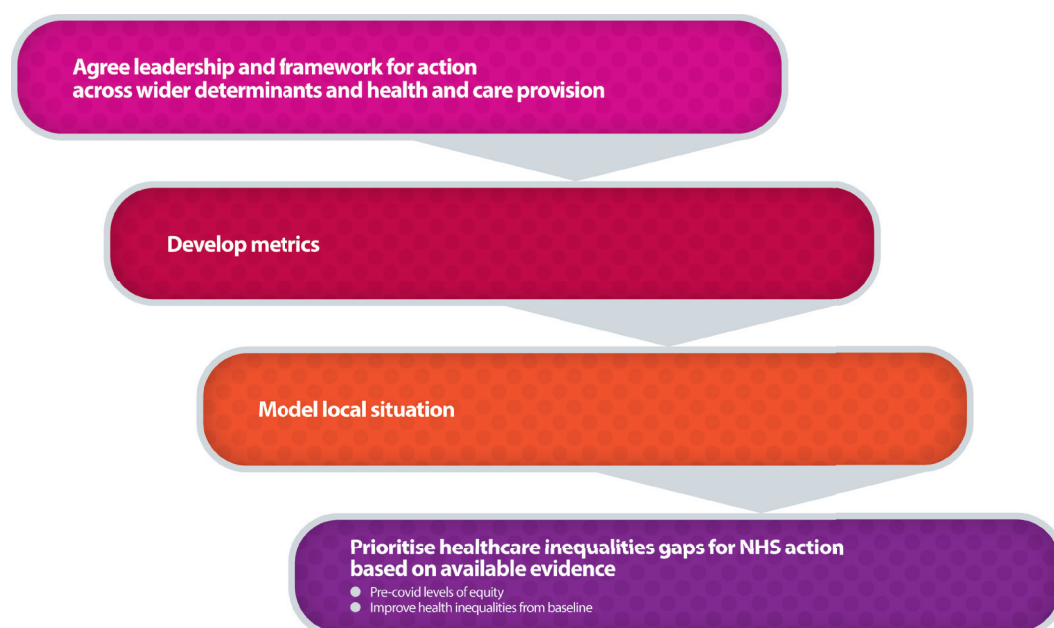 Agree leadership and framework for action
across wider determinants and health and care provision
Develop metrics
Model local situation
Prioritise healthcare inequalities gaps for NHS action
based on available evidence
Pre-covid levels of equity
Improve health inequalities from baseline